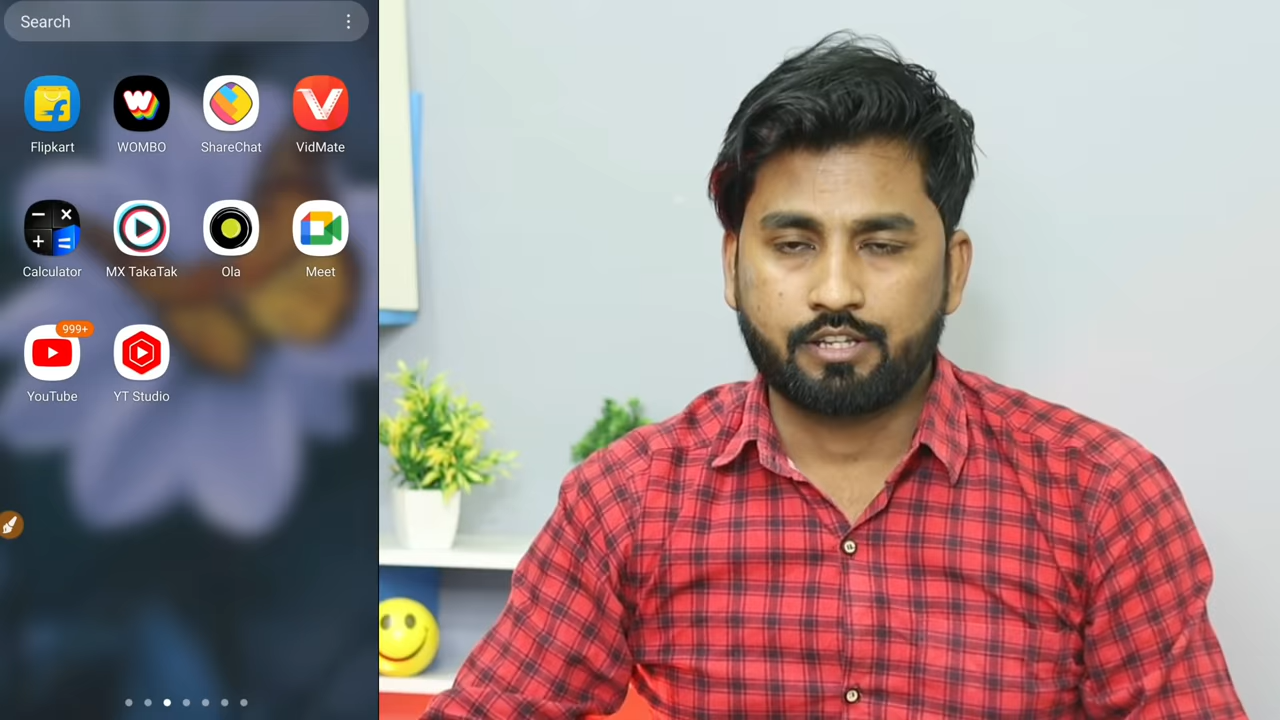 Search
Flipkart
WOMBO
ShareChat
VidMate
Calculator
MX TakaTak
Ola
Meet
999+
YouTube
YT Studio